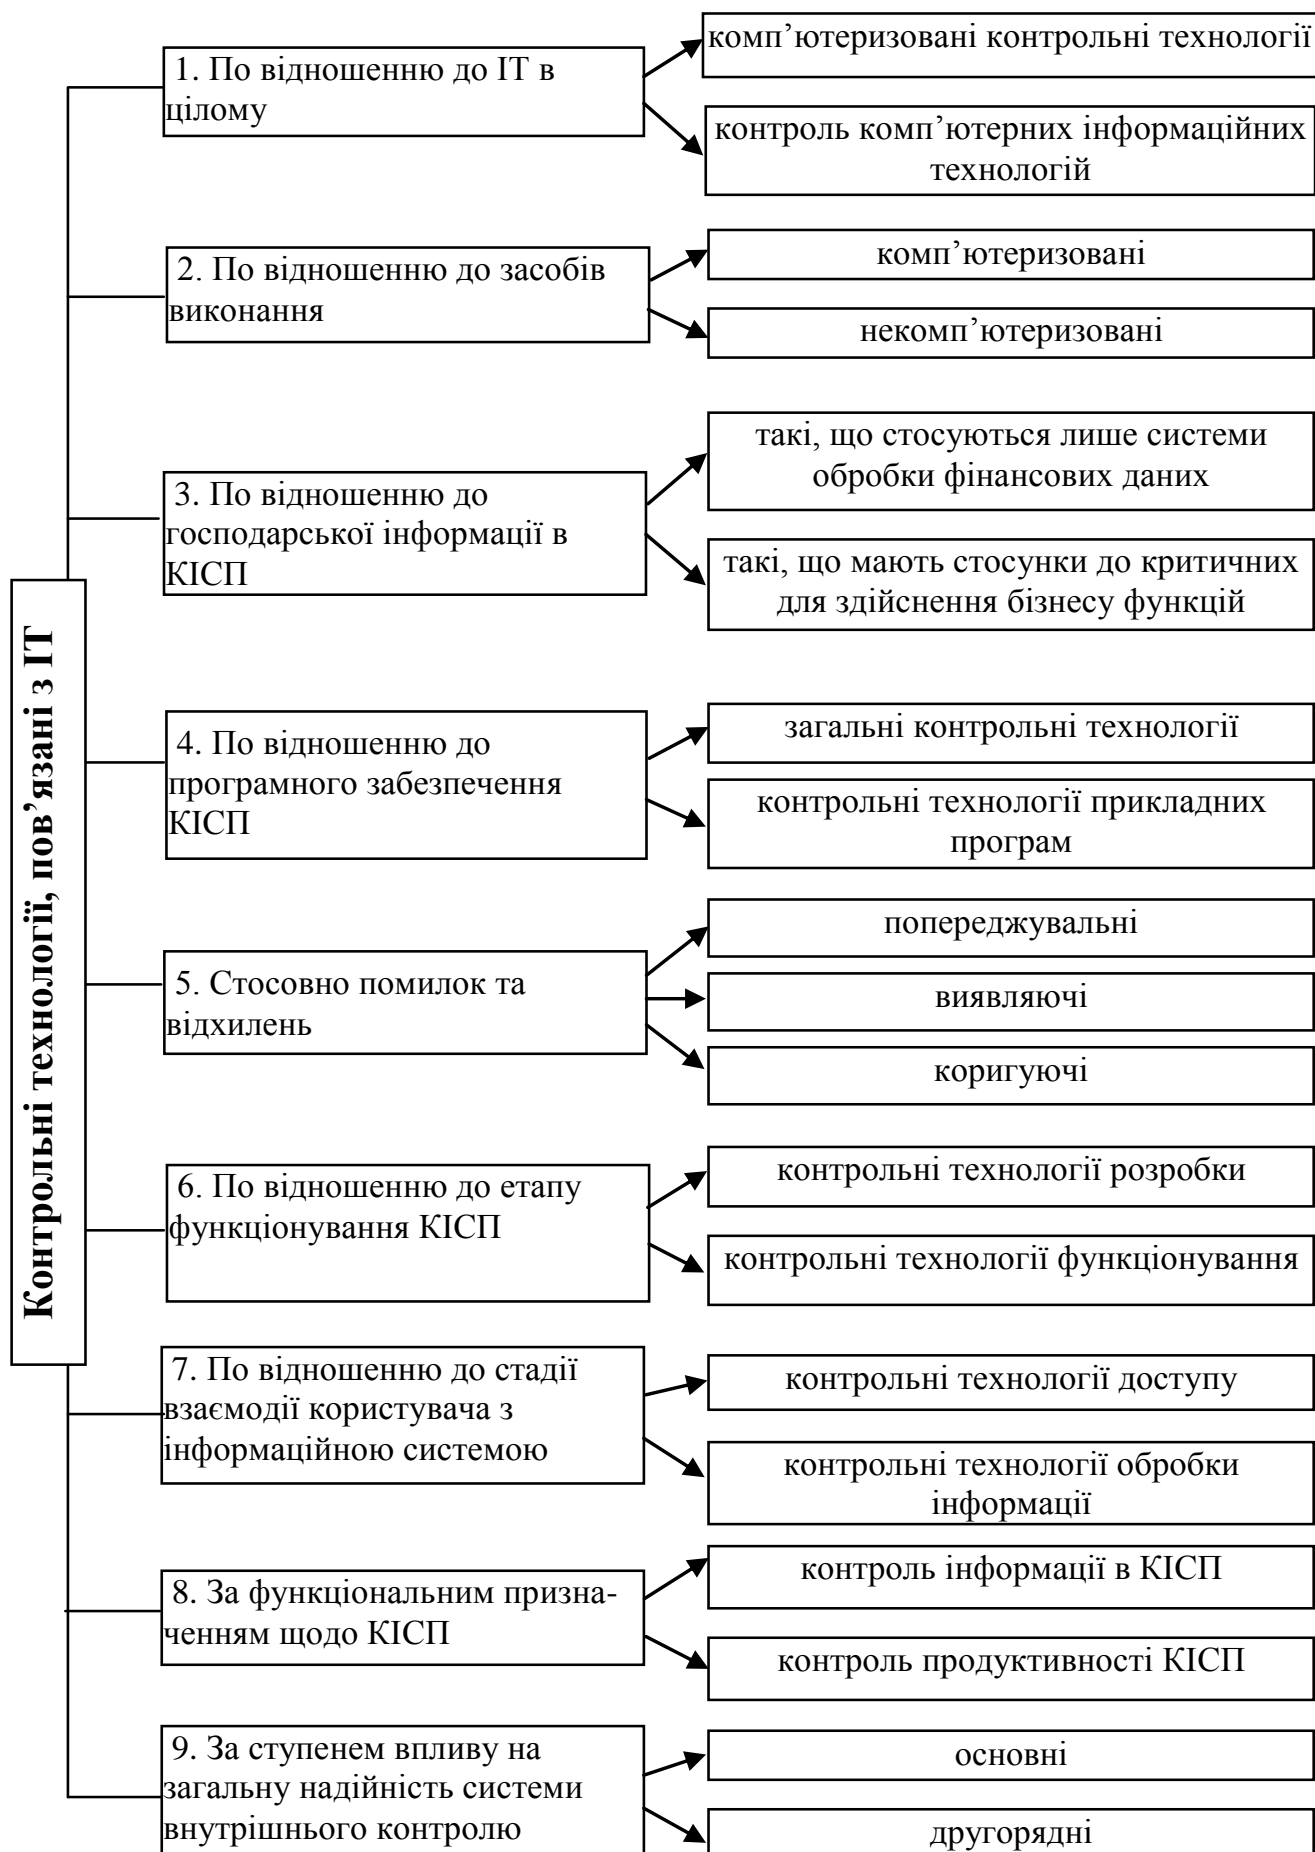 Контрольні технології, пов’язані з ІТ
1. По відношенню до ІТ в
цілому
комп’ютеризовані контрольні технології
контроль комп’ютерних інформаційних
технологій
2. По відношенню до засобів
виконання
комп’ютеризовані
некомп’ютеризовані
3. По відношенню до
господарської інформації в
КІСП
такі, що стосуються лише системи
обробки фінансових даних
такі, що мають стосунки до критичних
для здійснення бізнесу функцій
4. По відношенню до
програмного забезпечення
КІСП
загальні контрольні технології
контрольні технології прикладних
програм
5. Стосовно помилок та
відхилень
попереджувальні
виявляючі
коригуючі
6. По відношенню до етапу
функціонування КІСП
контрольні технології розробки
контрольні технології функціонування
7. По відношенню до стадії
взаємодії користувача з
інформаційною системою
контрольні технології доступу
контрольні технології обробки
інформації
8. За функціональним призна-
ченням щодо КІСП
контроль інформації в КІСП
контроль продуктивності КІСП
9. За ступенем впливу на
загальну надійність системи
внутрішнього контролю
основні
другорядні